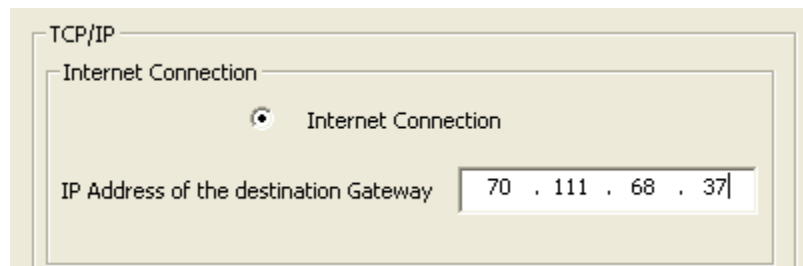 TCP/IP
Internet Connection
Internet Connection
IP Address of the destination Gateway 70 . 111 . 68 . 37